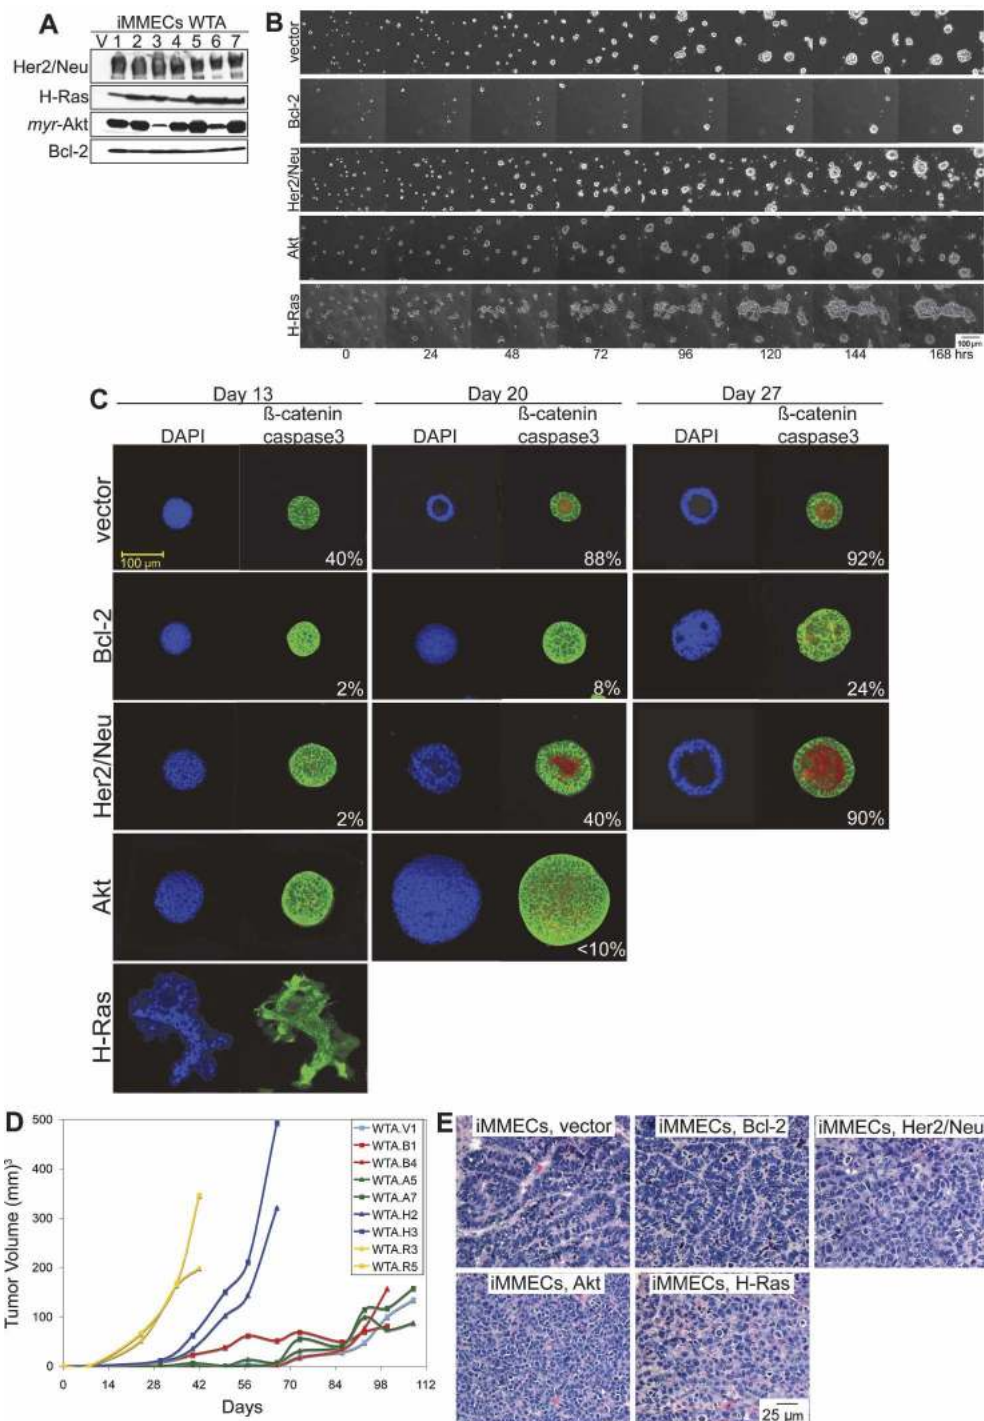 A
iMMECs WTA
V 1 2 3 4 5 6 7
Her2/Neu
H-Ras
myr-Akt
Bcl-2
B
vector
Bcl-2
Her2/Neu
Akt
H-Ras
100 µm
0 24 48 72 96 120 144 168 hrs
C
Day 13 Day 20 Day 27
ß-catenin ß-catenin ß-catenin
DAPI caspase3 DAPI caspase3 DAPI caspase3
vector
100 µm
40% 88% 92%
Bcl-2
2% 8% 24%
Her2/Neu
2% 40% 90%
Akt
<10%
H-Ras
D
Tumor Volume (mm)³
500
400
300
200
100
0
0 14 28 42 56 70 84 98 112
Days
WTA.V1
WTA.B1
WTA.B4
WTA.A5
WTA.A7
WTA.H2
WTA.H3
WTA.R3
WTA.R5
E
iMMECs, vector
iMMECs, Bcl-2
iMMECs, Her2/Neu
iMMECs, Akt
iMMECs, H-Ras
25 µm